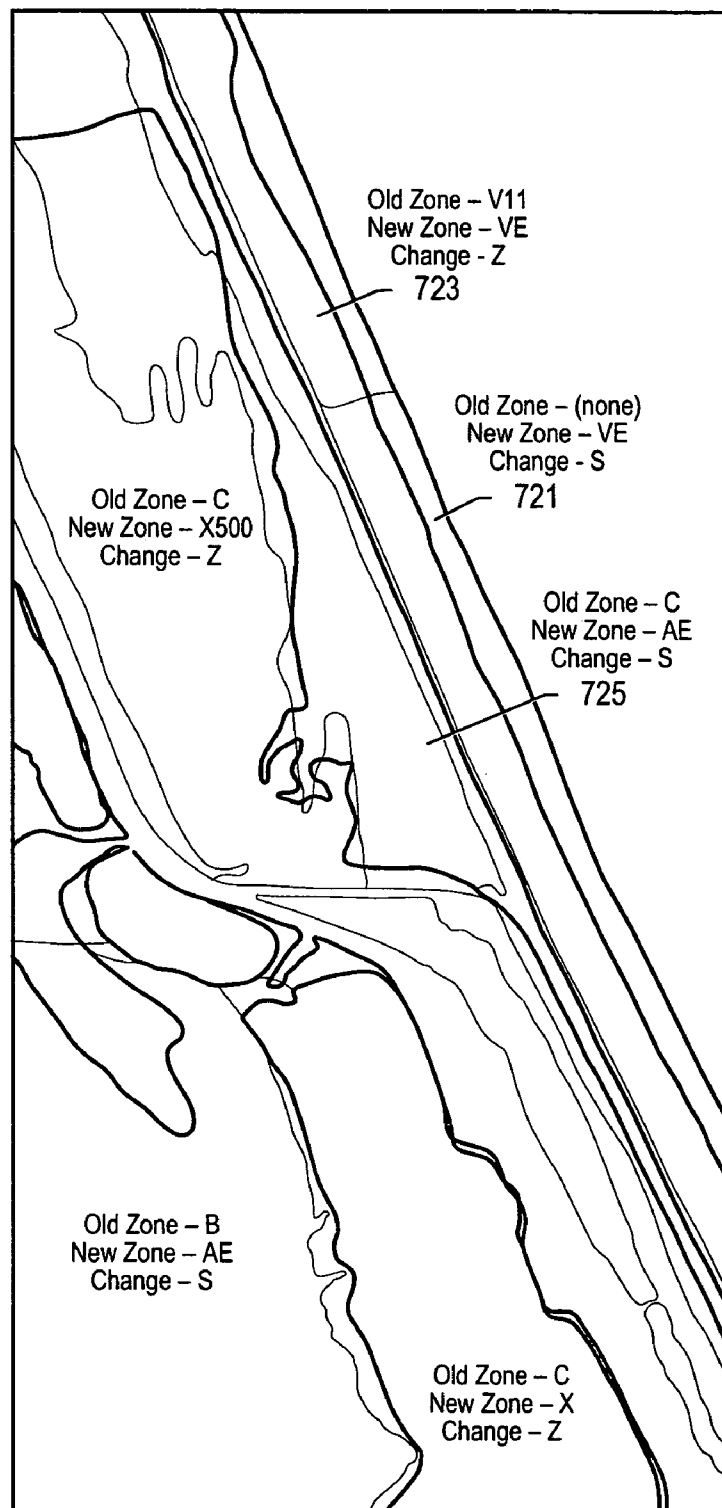 Old Zone – V11
New Zone – VE
Change - Z
723
Old Zone – (none)
New Zone – VE
Change - S
721
Old Zone – C
New Zone – X500
Change – Z
Old Zone – C
New Zone – AE
Change – S
725
Old Zone – B
New Zone – AE
Change – S
Old Zone – C
New Zone – X
Change – Z